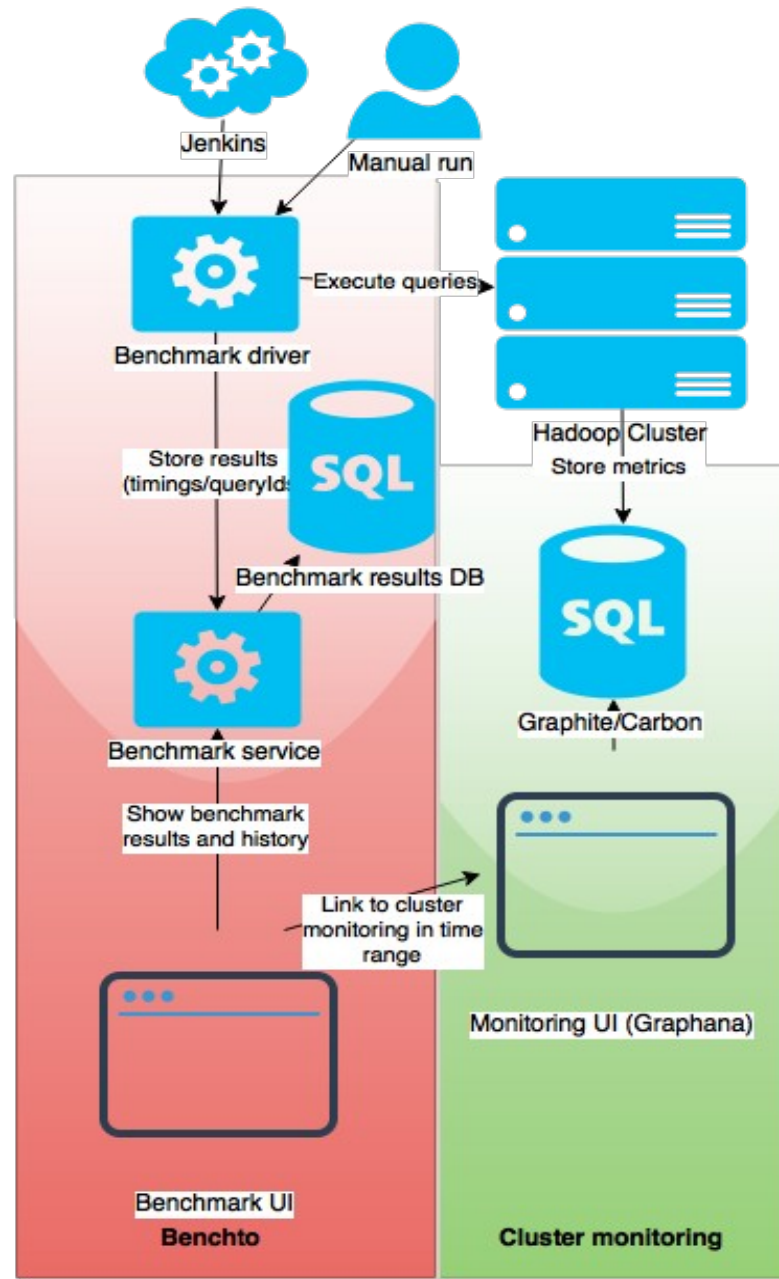 Jenkins
Manual run
Execute queries
Benchmark driver
Hadoop Cluster
Store results
(timings/queryIds
Store metrics
SQL
Benchmark results DB
SQL
Graphite/Carbon
Benchmark service
Show benchmark
results and history
Link to cluster
monitoring in time
range
Monitoring UI (Graphana)
Benchmark UI
Benchto
Cluster monitoring